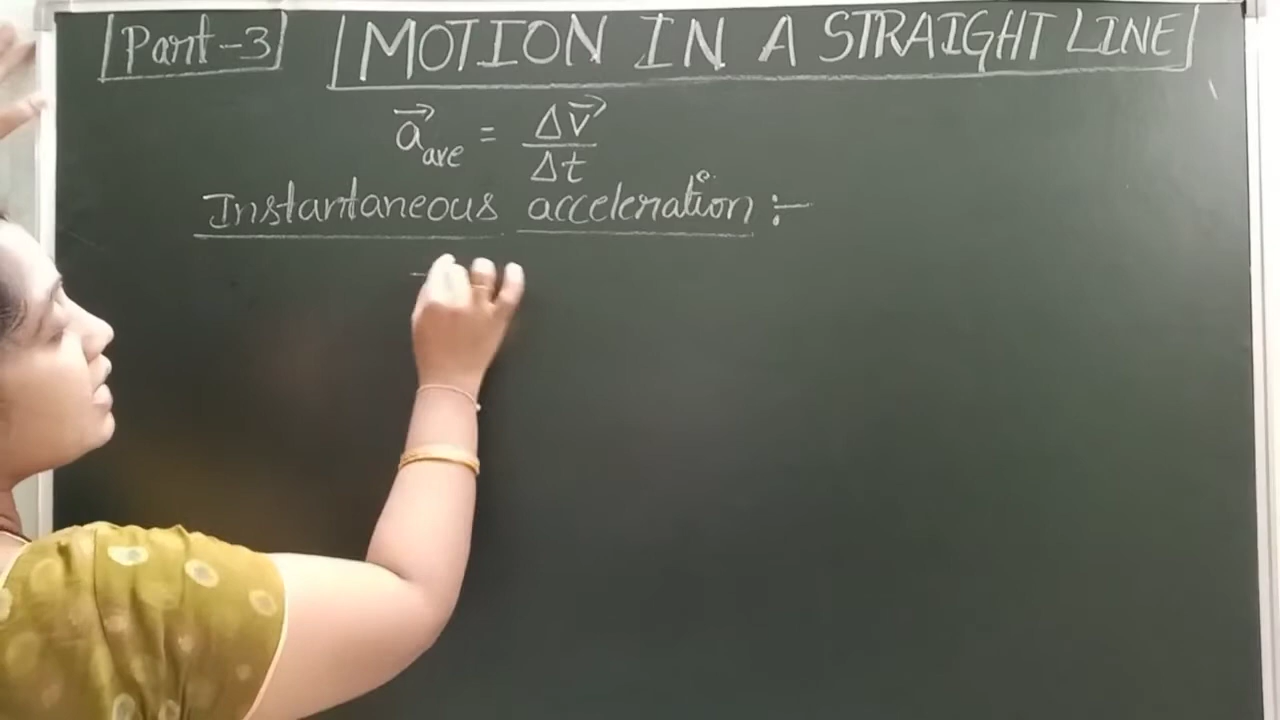 Part-3 MOTION IN A STRAIGHT LINE
a⃗ave = Δv⃗/Δt
Instantaneous acceleration :-